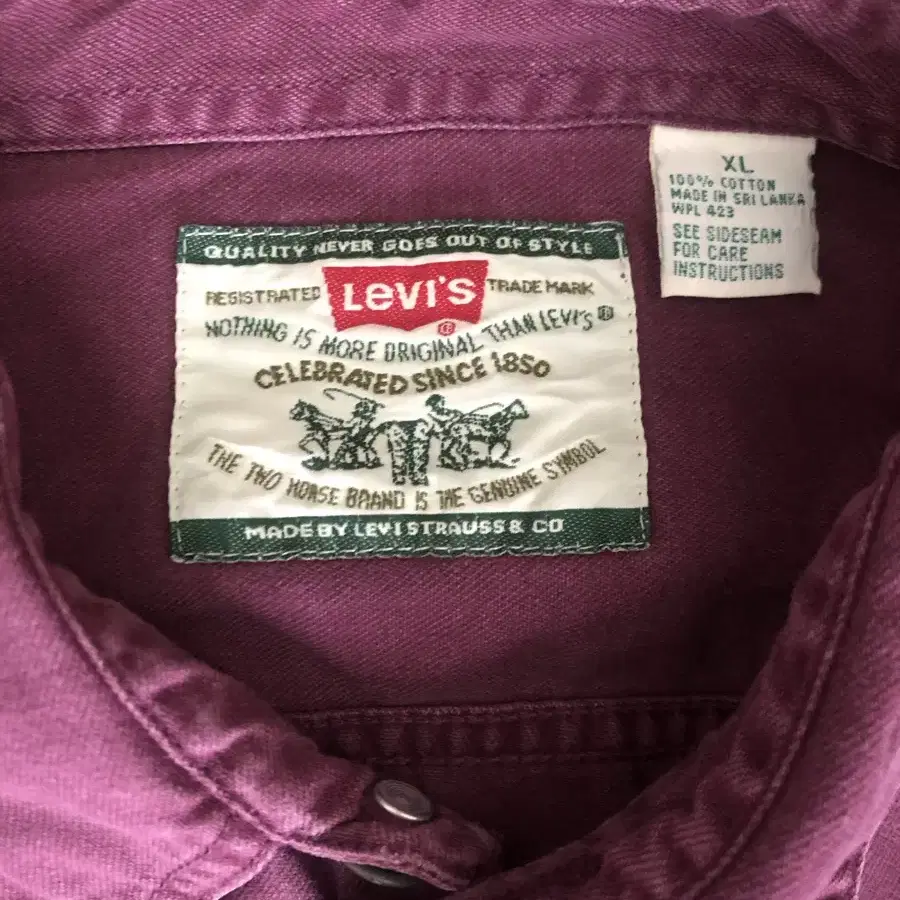 QUALITY NEVER GOES OUT OF STYLE
REGISTRATED LEVI'S TRADE MARK
NOTHING IS MORE ORIGINAL THAN LEVI'S®
CELEBRATED SINCE 1850
THE TWO HORSE BRAND IS THE GENUINE SYMBOL
MADE BY LEVI STRAUSS & CO
XL
100% COTTON
MADE IN SRI LANKA
WPL 423
SEE SIDESEAM
FOR CARE
INSTRUCTIONS